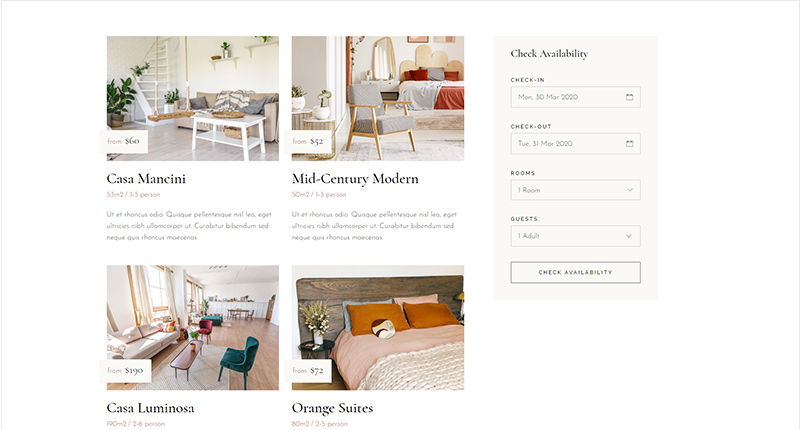 from $60
from $52
Casa Mancini
53m2 / 1-3 person
Ut et rhoncus odio. Quisque pellentesque nisl leo, eget
ultricies nibh ullamcorper ut. Curabitur bibendum sed
neque quis rhoncus maecenas
Mid-Century Modern
50m2 / 1-3 person
Ut et rhoncus odio. Quisque pellentesque nisl leo, eget
ultricies nibh ullamcorper ut. Curabitur bibendum sed
neque quis rhoncus maecenas
from $190
from $72
Casa Luminosa
190m2 / 2-6 person
Orange Suites
80m2 / 2-5 person
Check Availability
CHECK-IN
Mon, 30 Mar 2020
CHECK-OUT
Tue, 31 Mar 2020
ROOMS
1 Room
GUESTS:
1 Adult
CHECK AVAILABILITY